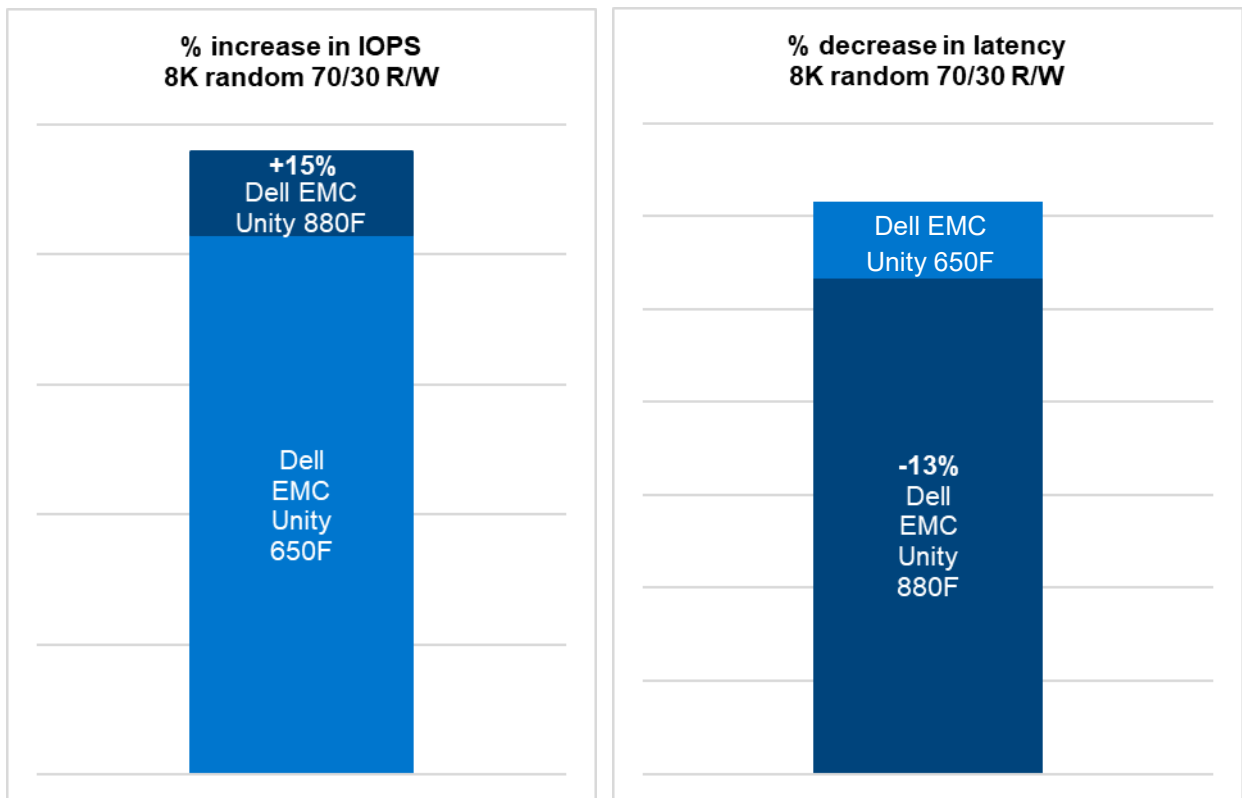 % increase in IOPS
8K random 70/30 R/W
+15%
Dell EMC
Unity 880F
Dell
EMC
Unity
650F
% decrease in latency
8K random 70/30 R/W
Dell EMC
Unity 650F
-13%
Dell
EMC
Unity
880F